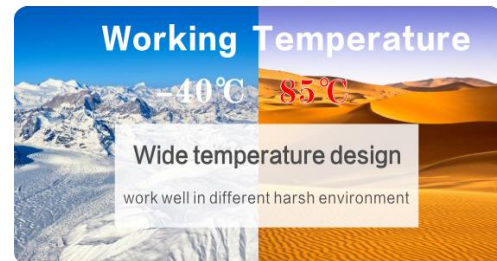 Working Temperature
-40℃ 85℃
Wide temperature design
work well in different harsh environment